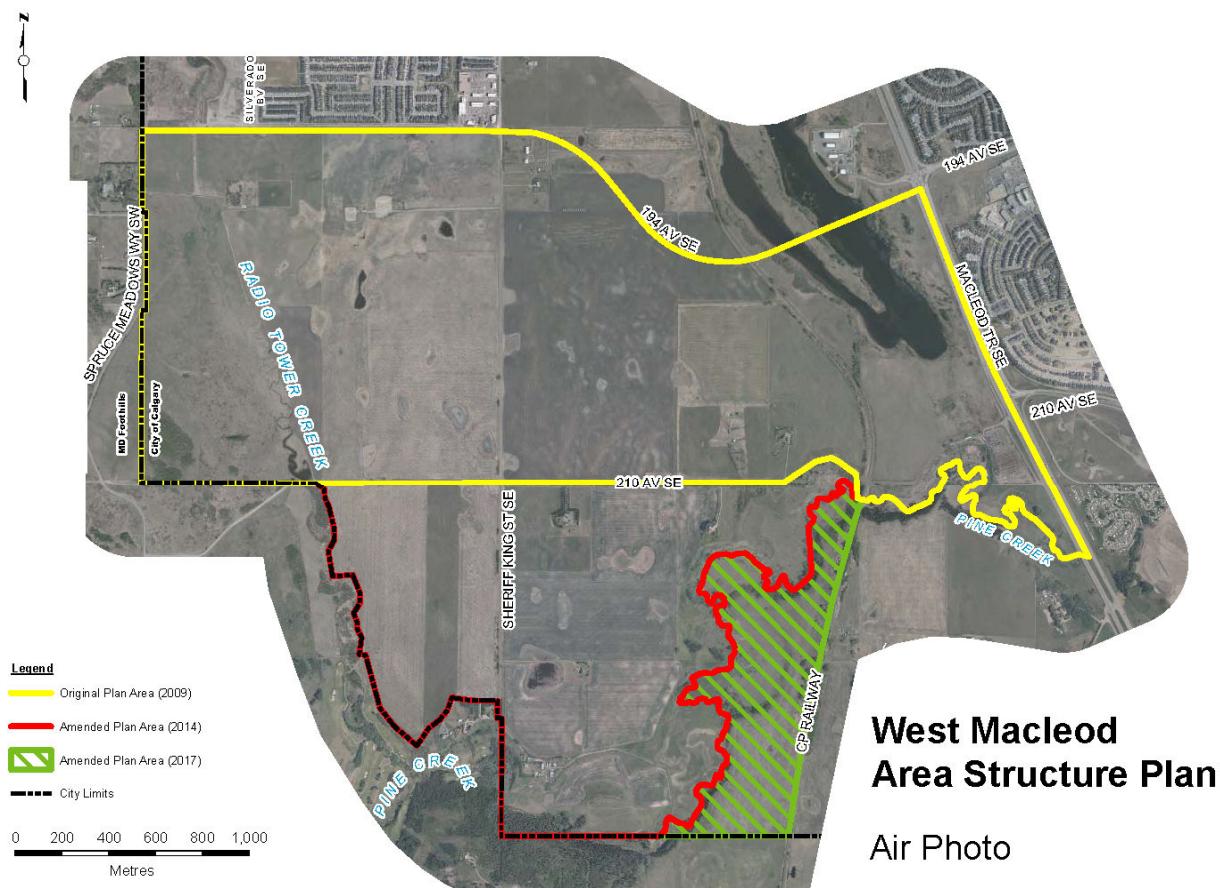 N
SILVERADO
BV SE
194 AV SE
194 AV SE
SPRUCE MEADOWS WY SW
RADIO TOWER CREEK
MACLEOD TR SE
MD Foothills
City of Calgary
210 AV SE
210 AV SE
PINE CREEK
SHERIFF KING ST SE
CP RAILWAY
PINE CREEK
Legend
Original Plan Area (2009)
Amended Plan Area (2014)
Amended Plan Area (2017)
City Limits
0 200 400 600 800 1,000
Metres
West Macleod
Area Structure Plan
Air Photo